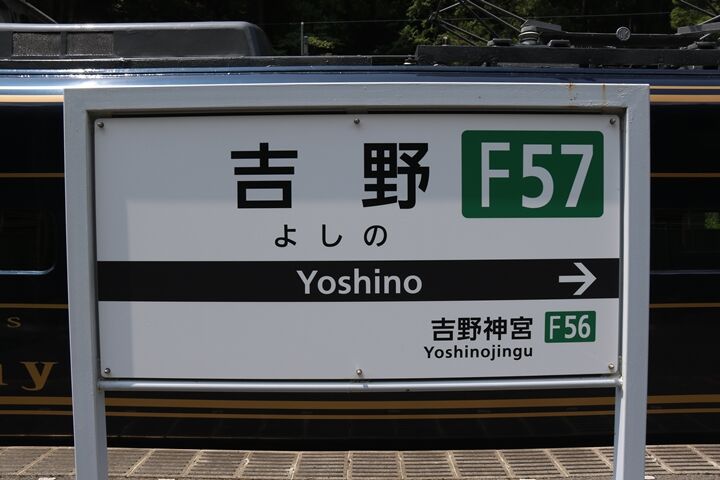 吉野 F57
よしの
Yoshino →
吉野神宮 F56
Yoshinojingu
S
y